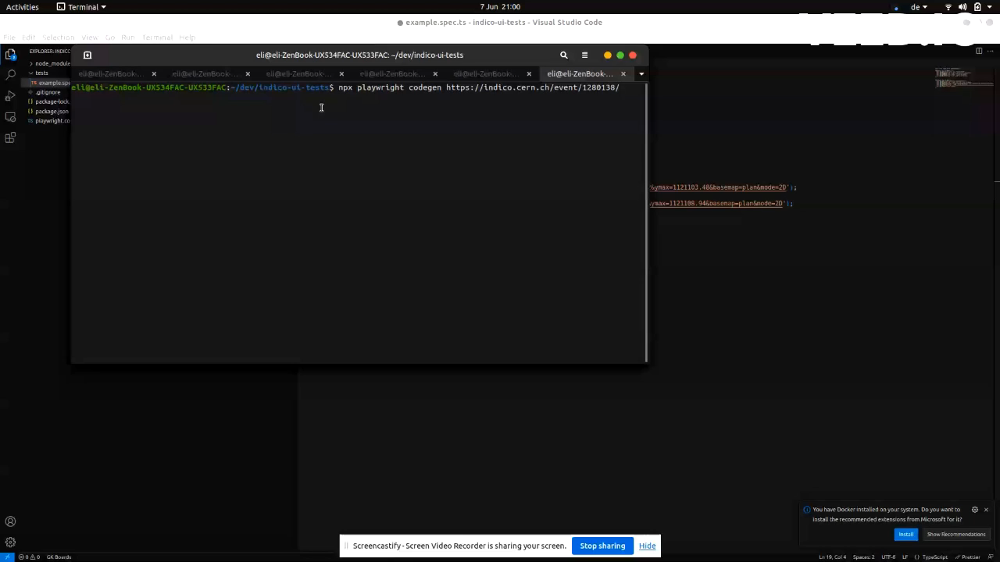 Activities
Terminal
7 Jun 21:00
de
example.spec.ts - indico-ui-tests - Visual Studio Code
File Edit Selection View Go Run Terminal Help
EXPLORER: INDIC
node_module
tests
TS example.spe
.gitignore
package-lock.
package.json
playwright.co
eli@eli-ZenBook-UX534FAC-UX533FAC: ~/dev/indico-ui-tests
eli@eli-ZenBook-... eli@eli-ZenBook-... eli@eli-ZenBook-... eli@eli-ZenBook-... eli@eli-ZenBook-... eli@eli-ZenBook-...
eli@eli-ZenBook-UX534FAC-UX533FAC:~/dev/indico-ui-tests$ npx playwright codegen https://indico.cern.ch/event/1280138/
&ymax=1121103.48&basemap=plan&mode=2D');
ymax=1121108.94&basemap=plan&mode=2D');
You have Docker installed on your system. Do you want to
install the recommended extensions from Microsoft for it?
Install
Show Recommendations
Screencastify - Screen Video Recorder is sharing your screen.
Stop sharing
Hide
0 0 GK Boards
Ln 19, Col 4 Spaces: 2 UTF-8 LF {} TypeScript Prettier